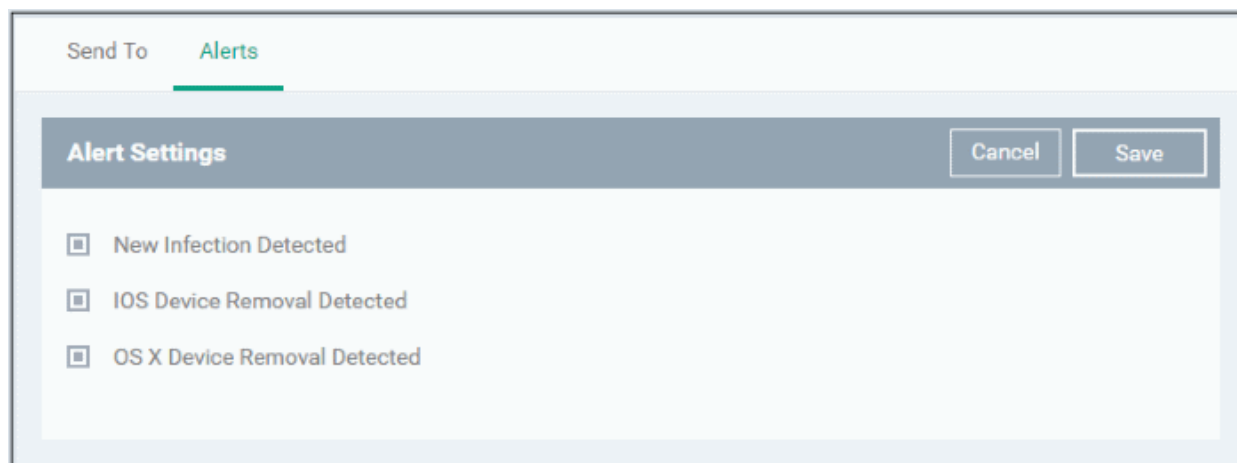 Send To Alerts
Alert Settings Cancel Save
New Infection Detected
IOS Device Removal Detected
OS X Device Removal Detected